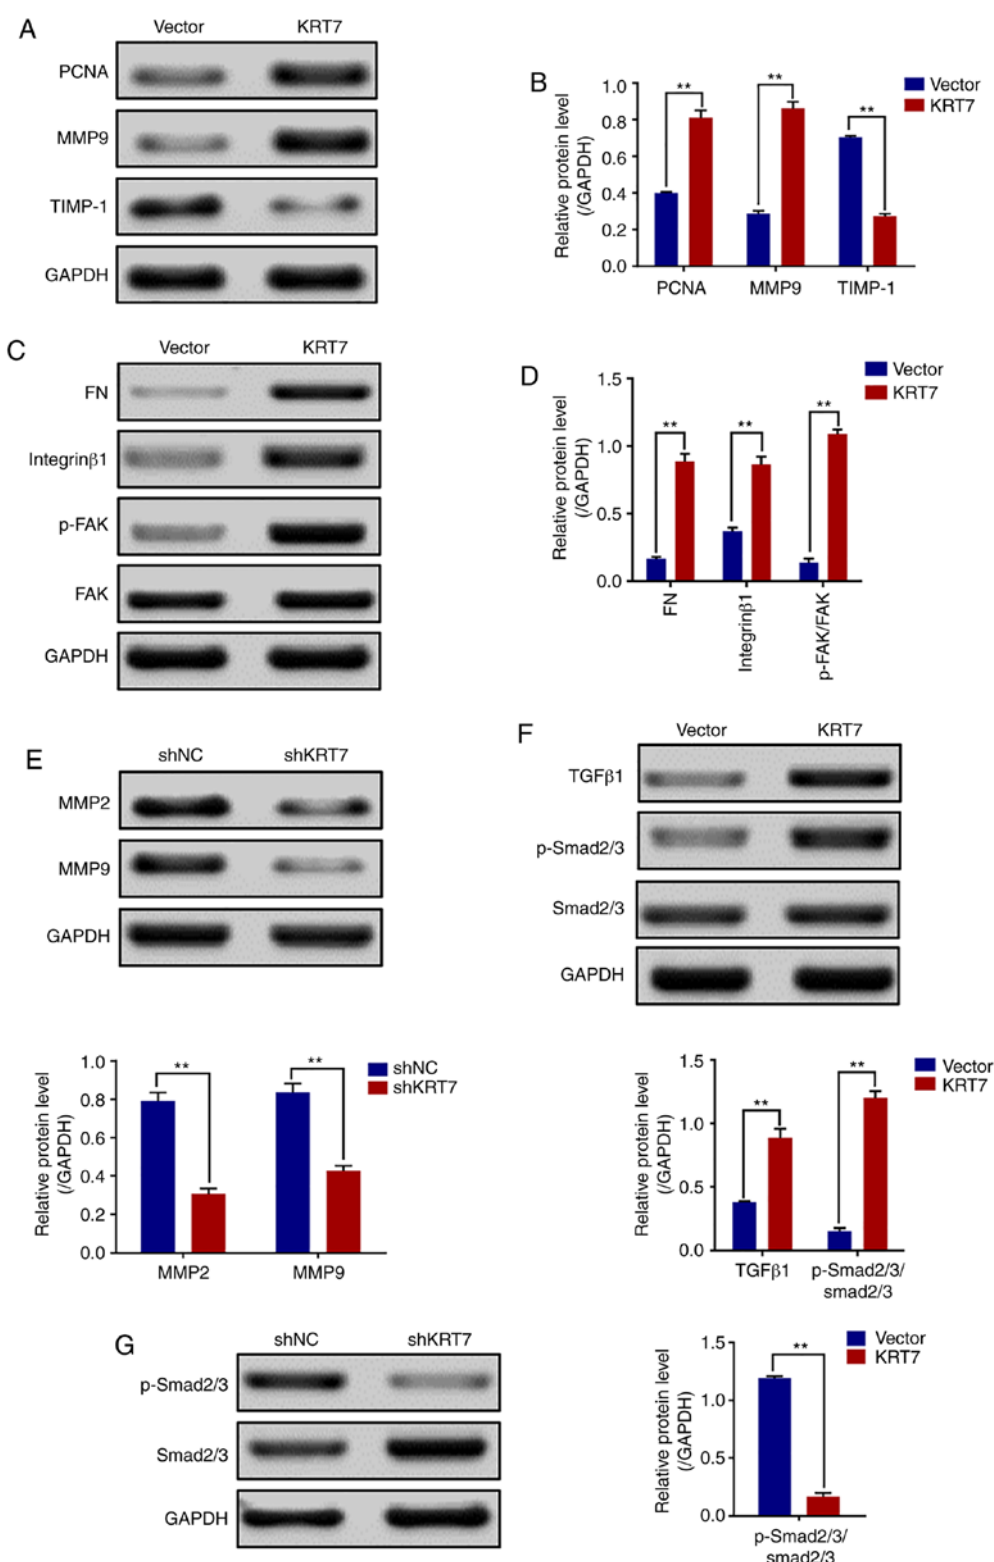 A
Vector KRT7
PCNA
MMP9
TIMP-1
GAPDH
B
Relative protein level
(/GAPDH)
1.0
0.8
0.6
0.4
0.2
0.0
** ** **
PCNA MMP9 TIMP-1
Vector
KRT7
C
Vector KRT7
FN
Integrinβ1
p-FAK
FAK
GAPDH
D
Relative protein level
(/GAPDH)
1.5
1.0
0.5
0.0
** ** **
FN
Integrinβ1
p-FAK/FAK
Vector
KRT7
E
shNC shKRT7
MMP2
MMP9
GAPDH
Relative protein level
(/GAPDH)
1.0
0.8
0.6
0.4
0.2
0.0
** **
MMP2 MMP9
shNC
shKRT7
F
Vector KRT7
TGFβ1
p-Smad2/3
Smad2/3
GAPDH
Relative protein level
(/GAPDH)
1.5
1.0
0.5
0.0
** **
TGFβ1 p-Smad2/3/
smad2/3
Vector
KRT7
G
shNC shKRT7
p-Smad2/3
Smad2/3
GAPDH
Relative protein level
(/GAPDH)
1.5
1.0
0.5
0.0
**
p-Smad2/3/
smad2/3
Vector
KRT7